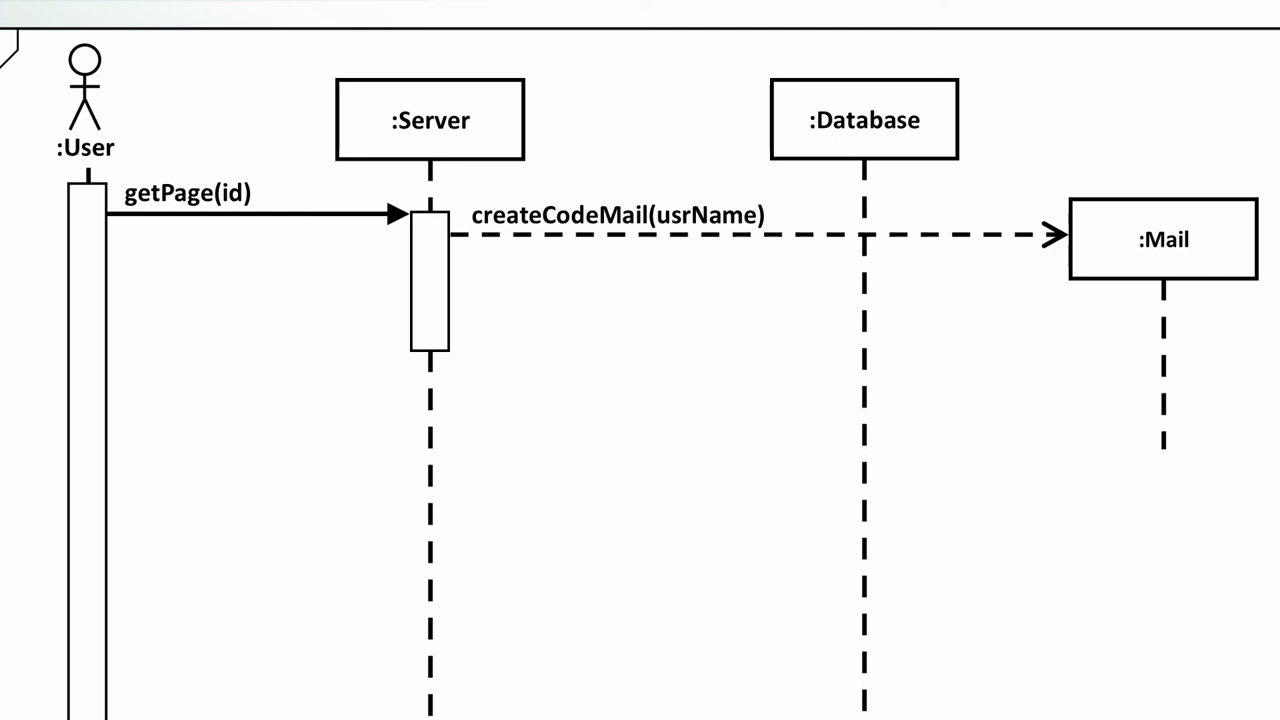 :User
:Server
:Database
getPage(id)
createCodeMail(usrName)
:Mail